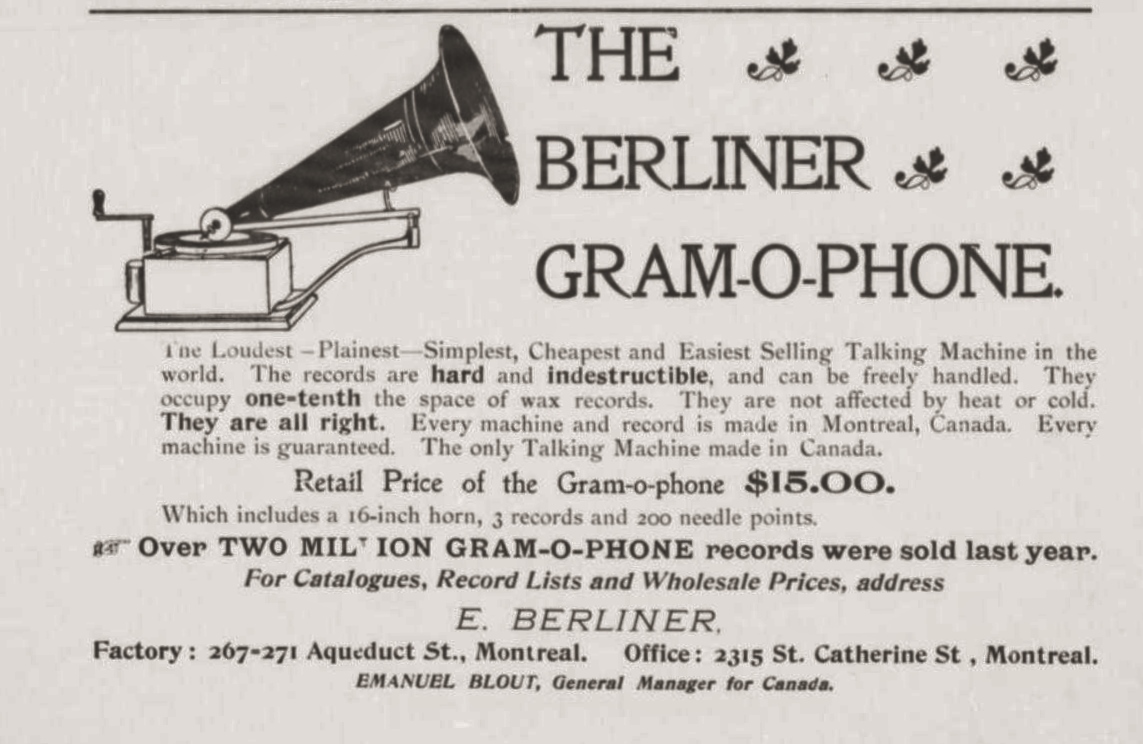 THE
BERLINER
GRAM-O-PHONE.
The Loudest —Plainest—Simplest, Cheapest and Easiest Selling Talking Machine in the
world. The records are hard and indestructible, and can be freely handled. They
occupy one-tenth the space of wax records. They are not affected by heat or cold.
They are all right. Every machine and record is made in Montreal, Canada. Every
machine is guaranteed. The only Talking Machine made in Canada.
Retail Price of the Gram-o-phone $15.00.
Which includes a 16-inch horn, 3 records and 200 needle points.
☞ Over TWO MILLION GRAM-O-PHONE records were sold last year.
For Catalogues, Record Lists and Wholesale Prices, address
E. BERLINER,
Factory: 267-271 Aqueduct St., Montreal. Office: 2315 St. Catherine St , Montreal.
EMANUEL BLOUT, General Manager for Canada.